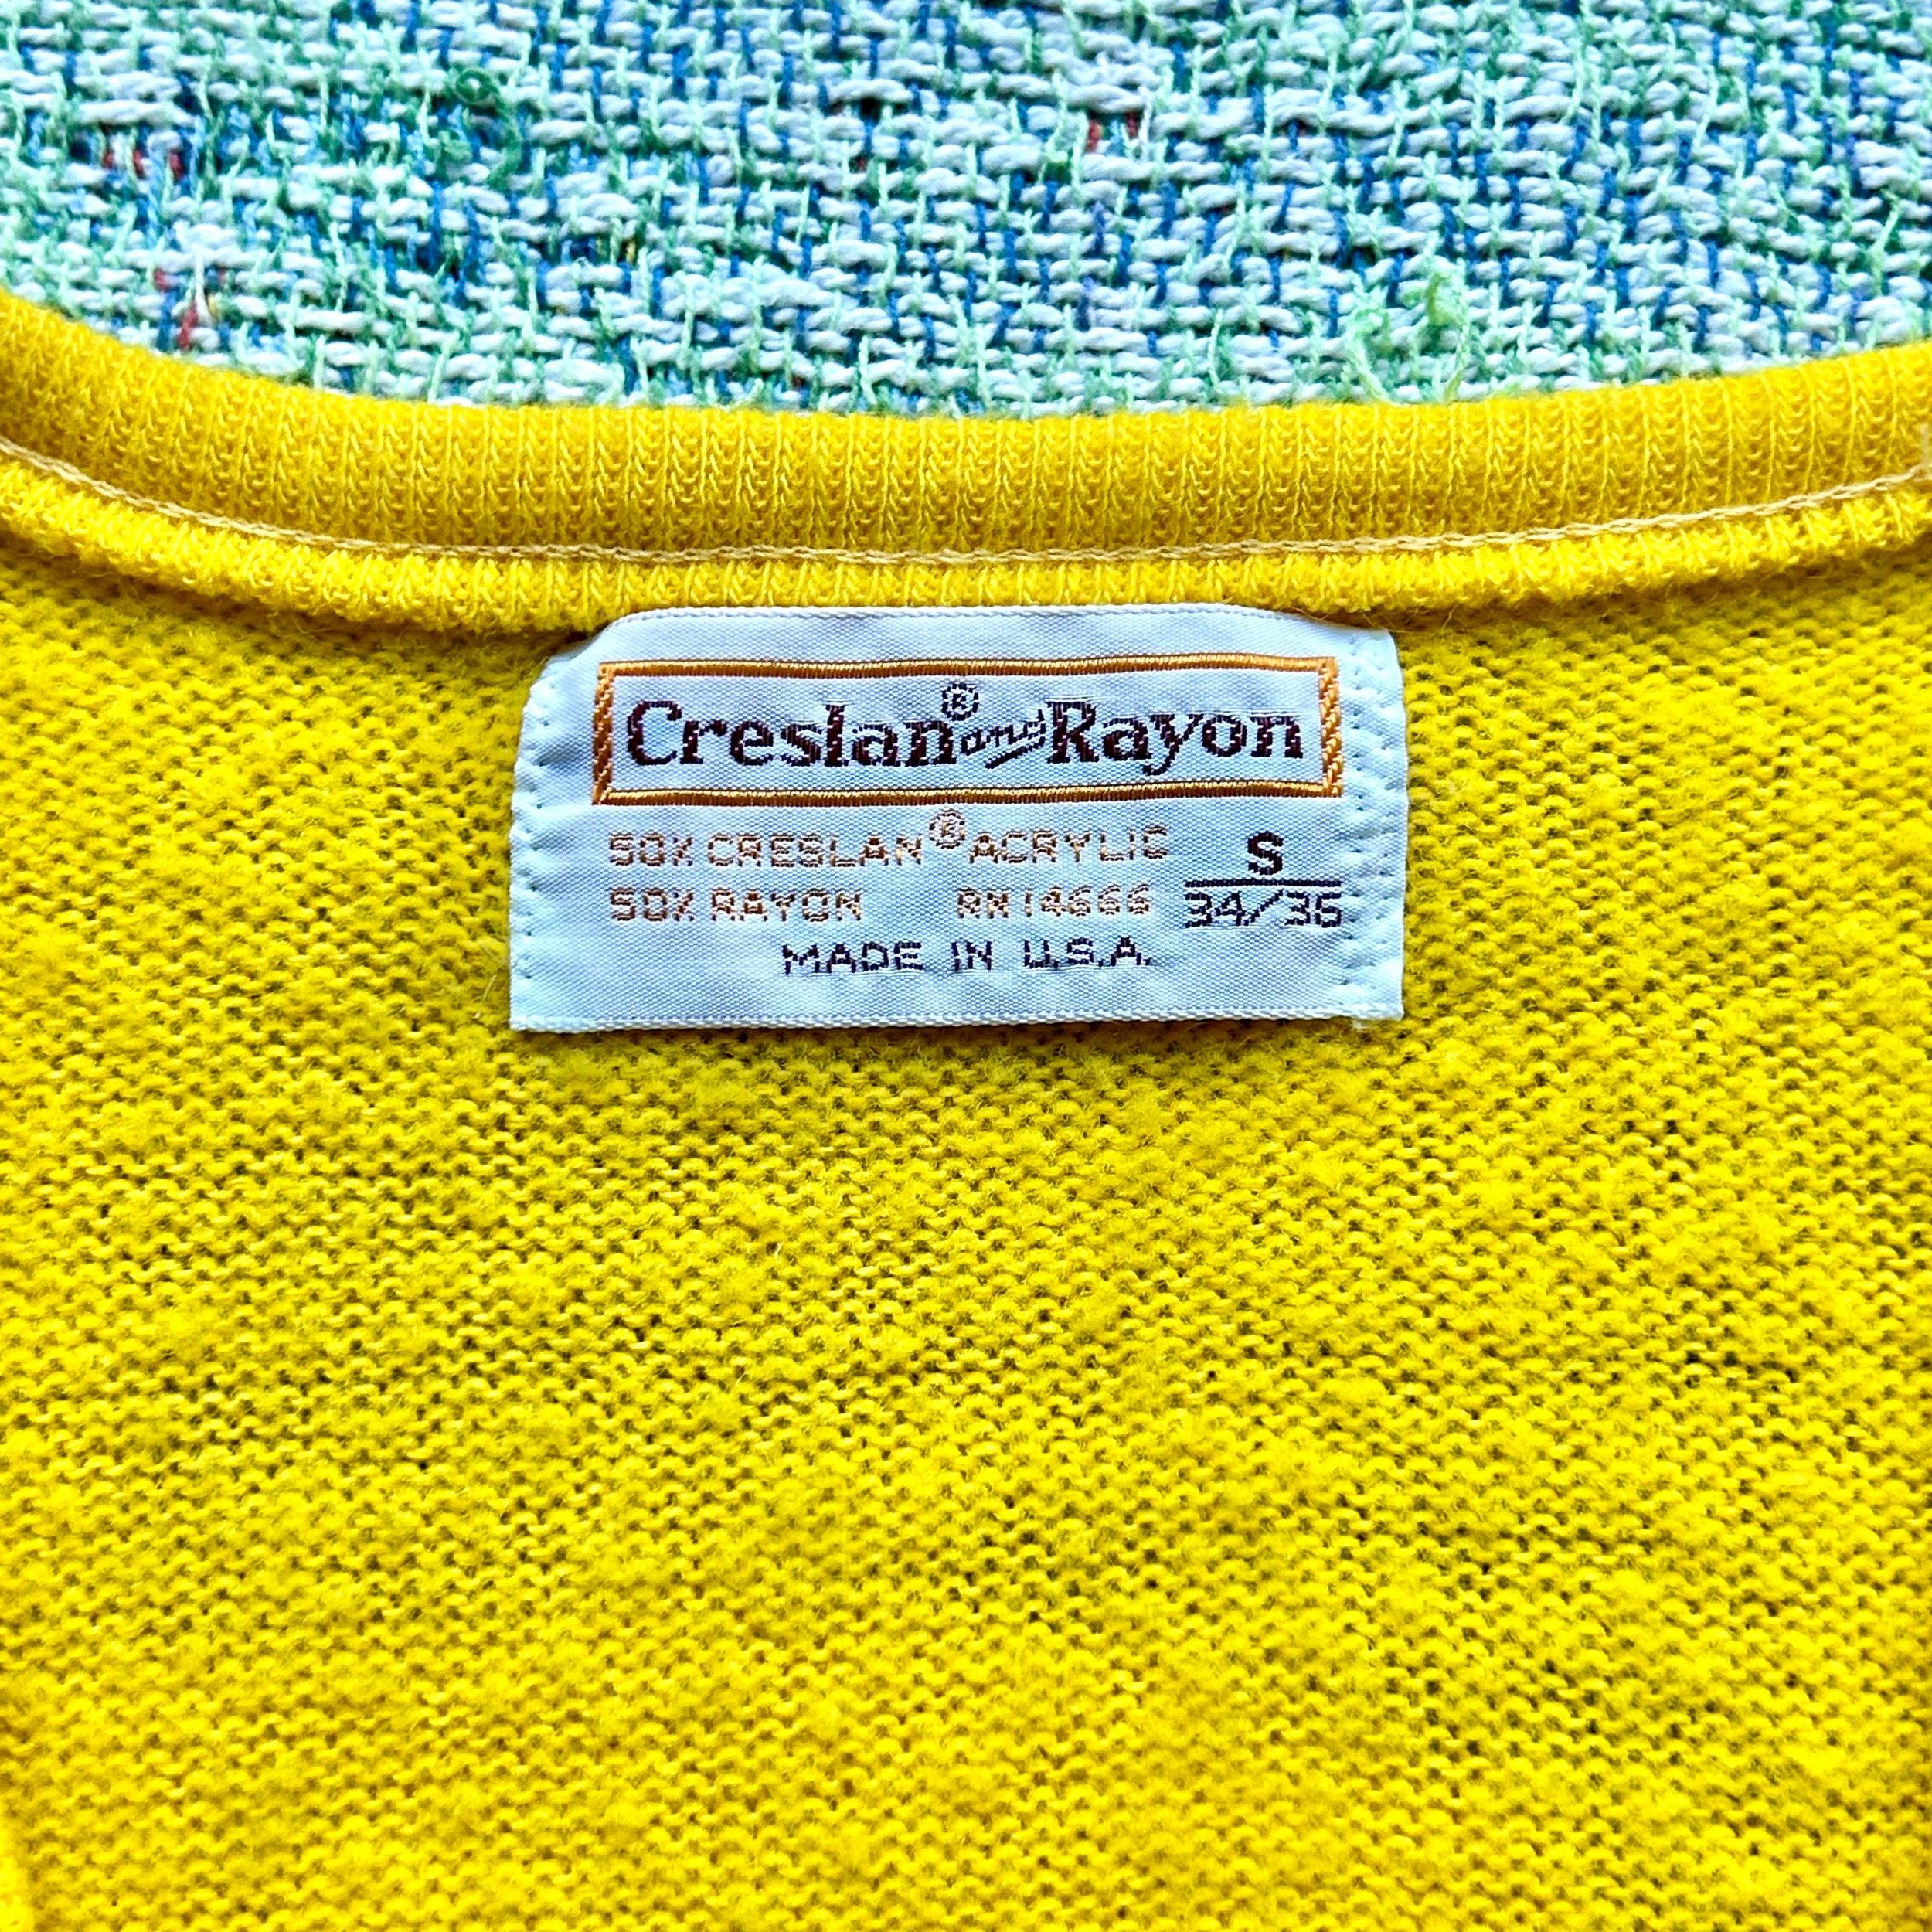 Creslan® and Rayon
50% CRESLAN® ACRYLIC
50% RAYON RN 14666
S
34/36
MADE IN U.S.A.